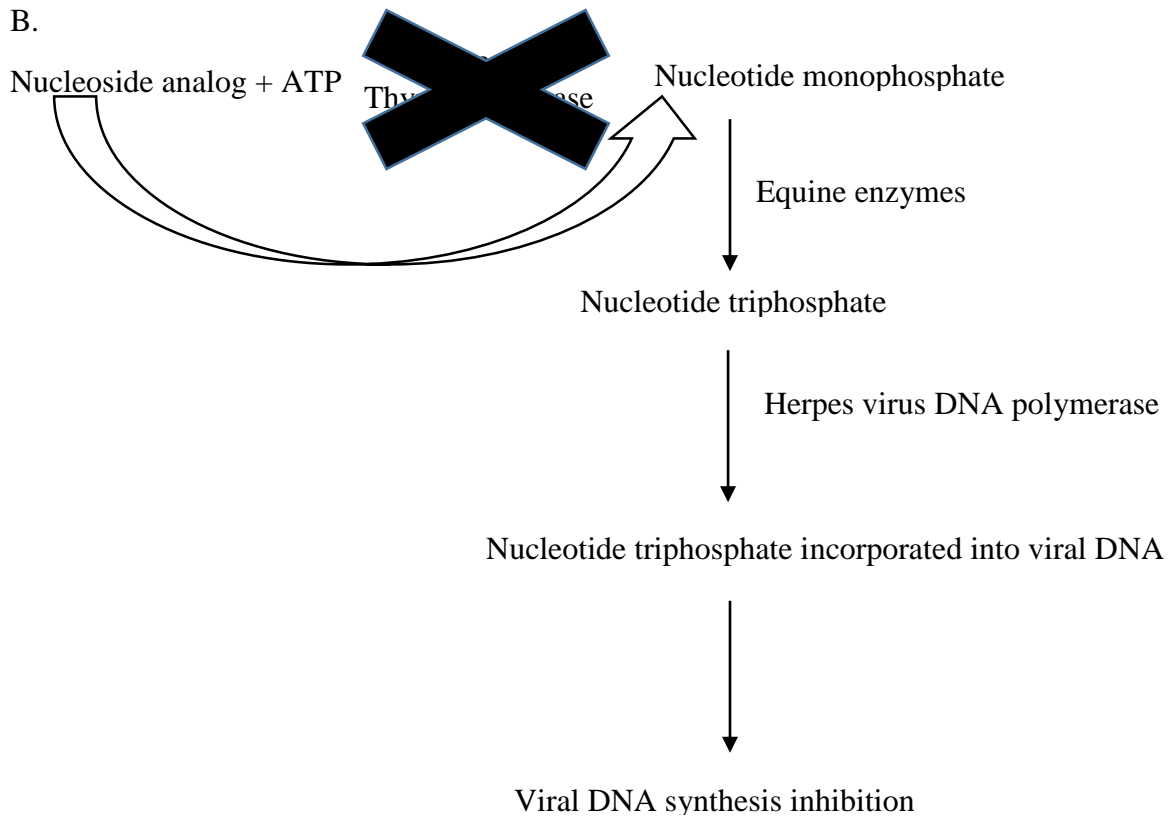 B.
Nucleoside analog + ATP
Nucleotide monophosphate
Equine enzymes
Nucleotide triphosphate
Herpes virus DNA polymerase
Nucleotide triphosphate incorporated into viral DNA
Viral DNA synthesis inhibition